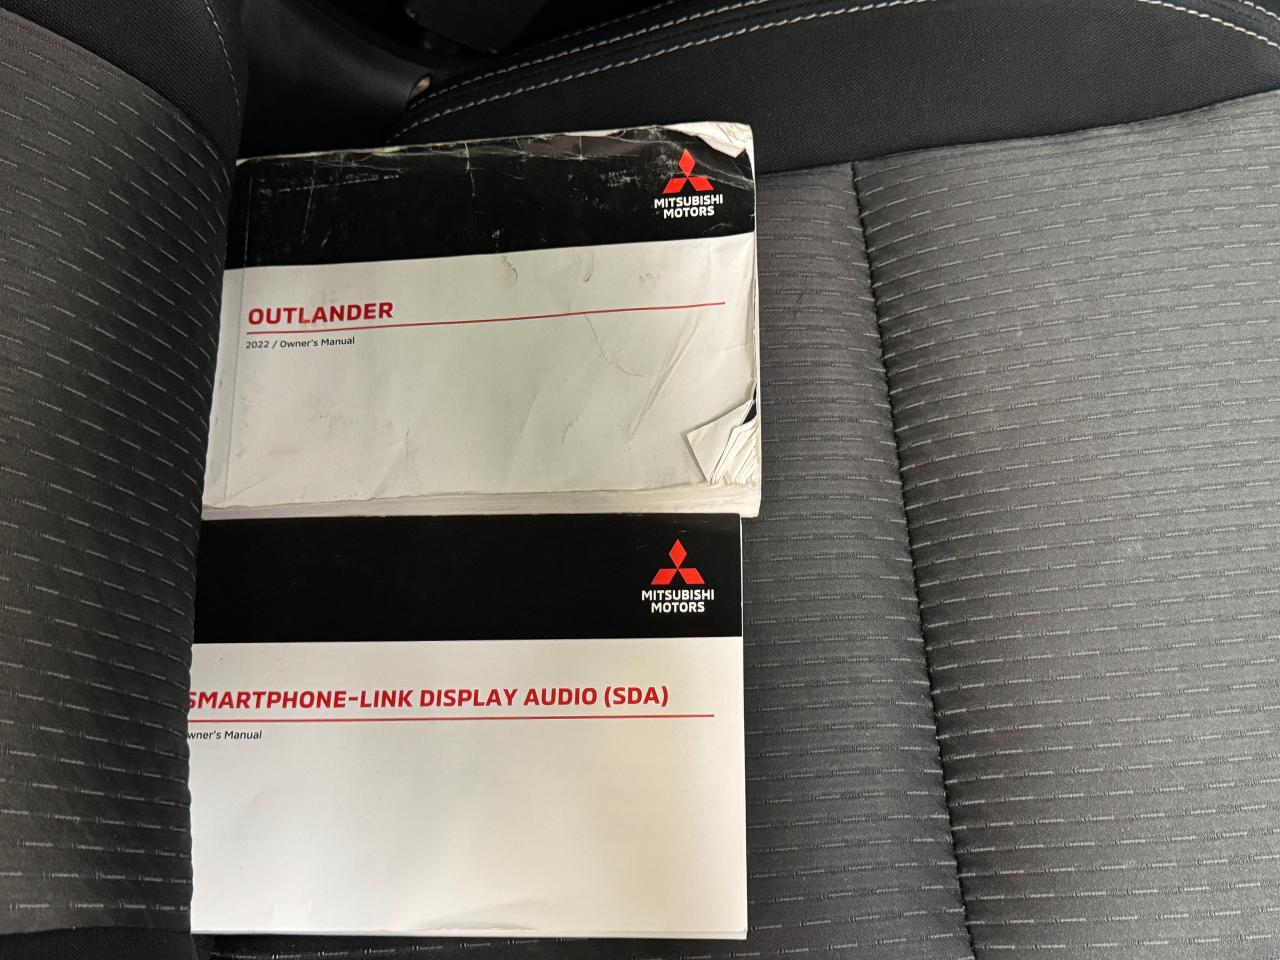 MITSUBISHI
MOTORS
OUTLANDER
2022 / Owner's Manual
MITSUBISHI
MOTORS
SMARTPHONE-LINK DISPLAY AUDIO (SDA)
wner's Manual